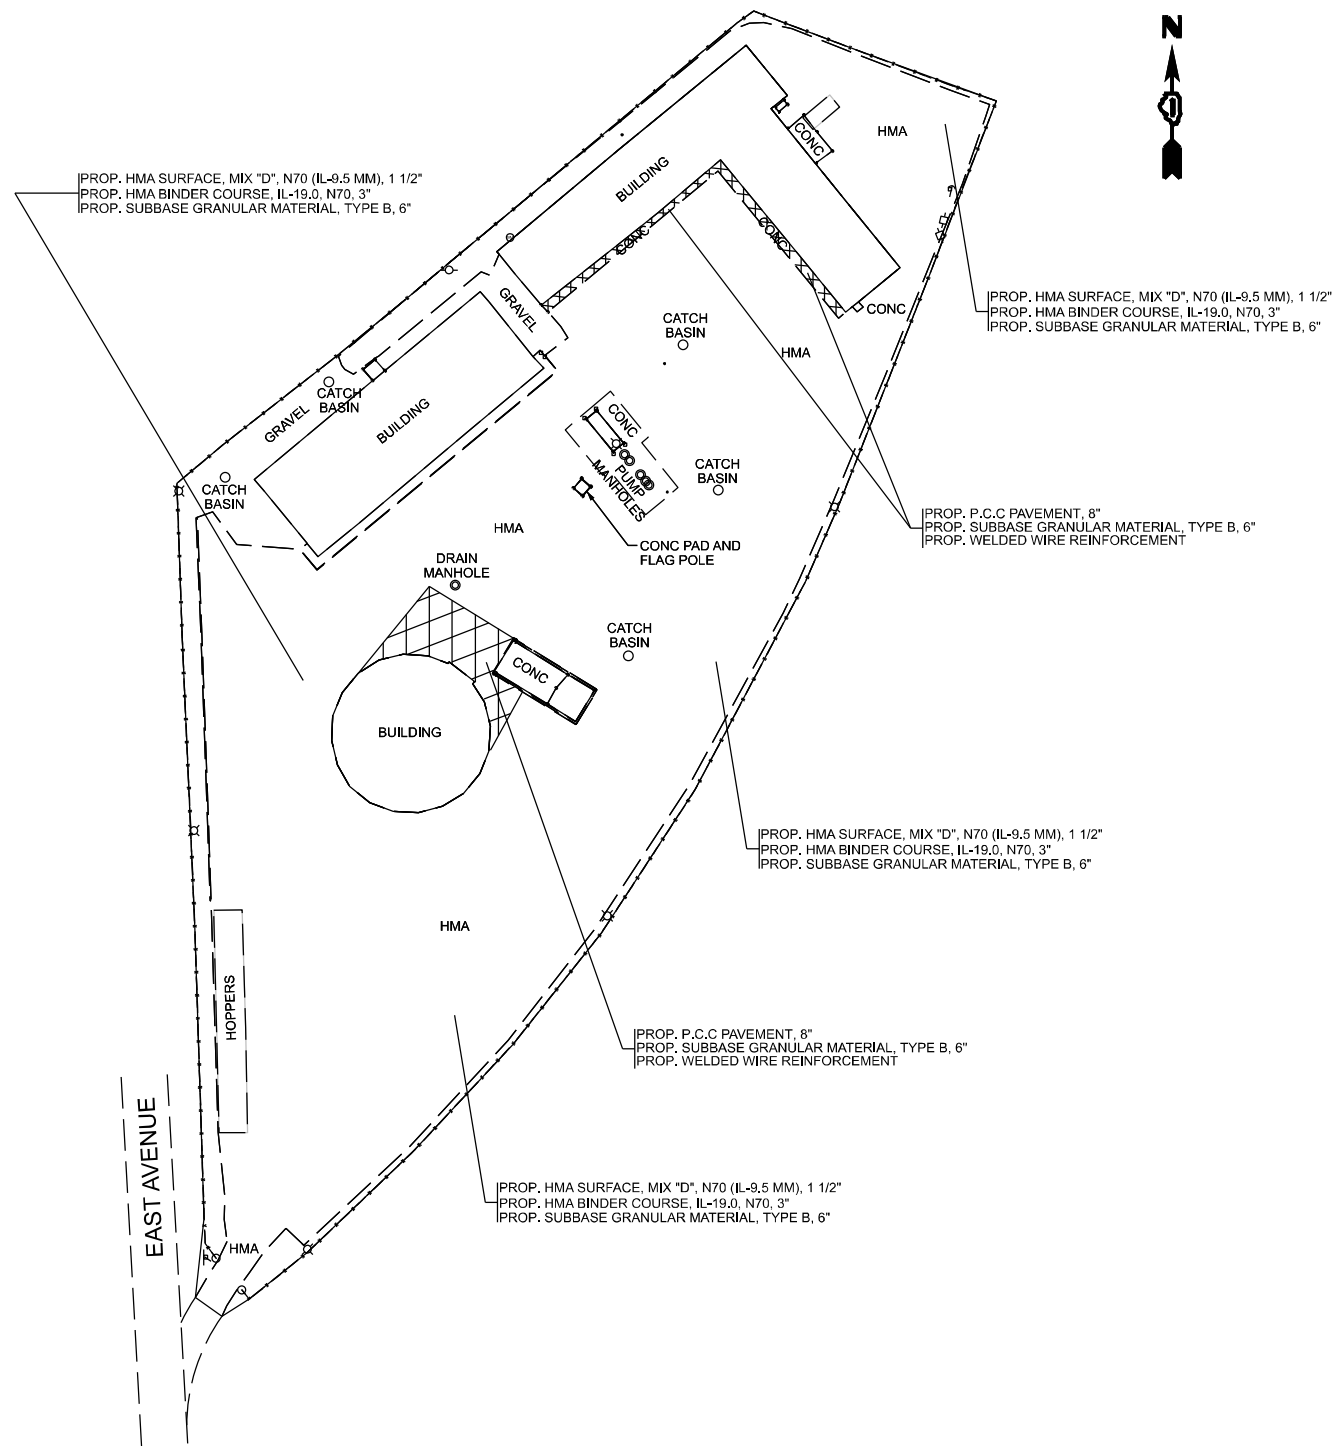 N
HMA
CONC
BUILDING
PROP. HMA SURFACE, MIX "D", N70 (IL-9.5 MM), 1 1/2"
PROP. HMA BINDER COURSE, IL-19.0, N70, 3"
PROP. SUBBASE GRANULAR MATERIAL, TYPE B, 6"
CONC
CONC
GRAVEL
PROP. HMA SURFACE, MIX "D", N70 (IL-9.5 MM), 1 1/2"
PROP. HMA BINDER COURSE, IL-19.0, N70, 3"
PROP. SUBBASE GRANULAR MATERIAL, TYPE B, 6"
CONC
CATCH
BASIN
HMA
CATCH
BASIN
GRAVEL
BUILDING
CONC
PUMP
MANHOLES
CATCH
BASIN
CATCH
BASIN
HMA
PROP. P.C.C PAVEMENT, 8"
PROP. SUBBASE GRANULAR MATERIAL, TYPE B, 6"
PROP. WELDED WIRE REINFORCEMENT
CONC PAD AND
FLAG POLE
DRAIN
MANHOLE
CATCH
BASIN
CONC
BUILDING
PROP. HMA SURFACE, MIX "D", N70 (IL-9.5 MM), 1 1/2"
PROP. HMA BINDER COURSE, IL-19.0, N70, 3"
PROP. SUBBASE GRANULAR MATERIAL, TYPE B, 6"
HMA
HOPPERS
PROP. P.C.C PAVEMENT, 8"
PROP. SUBBASE GRANULAR MATERIAL, TYPE B, 6"
PROP. WELDED WIRE REINFORCEMENT
EAST AVENUE
PROP. HMA SURFACE, MIX "D", N70 (IL-9.5 MM), 1 1/2"
PROP. HMA BINDER COURSE, IL-19.0, N70, 3"
PROP. SUBBASE GRANULAR MATERIAL, TYPE B, 6"
HMA